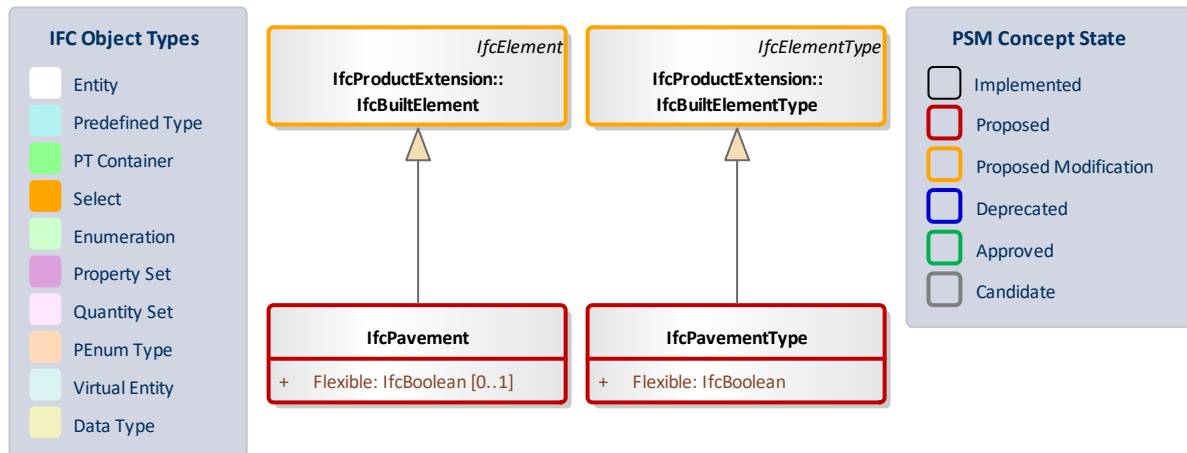 IFC Object Types
Entity
Predefined Type
PT Container
Select
Enumeration
Property Set
Quantity Set
PEnum Type
Virtual Entity
Data Type
IfcElement
IfcProductExtension::
IfcBuiltElement
IfcElementType
IfcProductExtension::
IfcBuiltElementType
IfcPavement
+ Flexible: IfcBoolean [0..1]
IfcPavementType
+ Flexible: IfcBoolean
PSM Concept State
Implemented
Proposed
Proposed Modification
Deprecated
Approved
Candidate